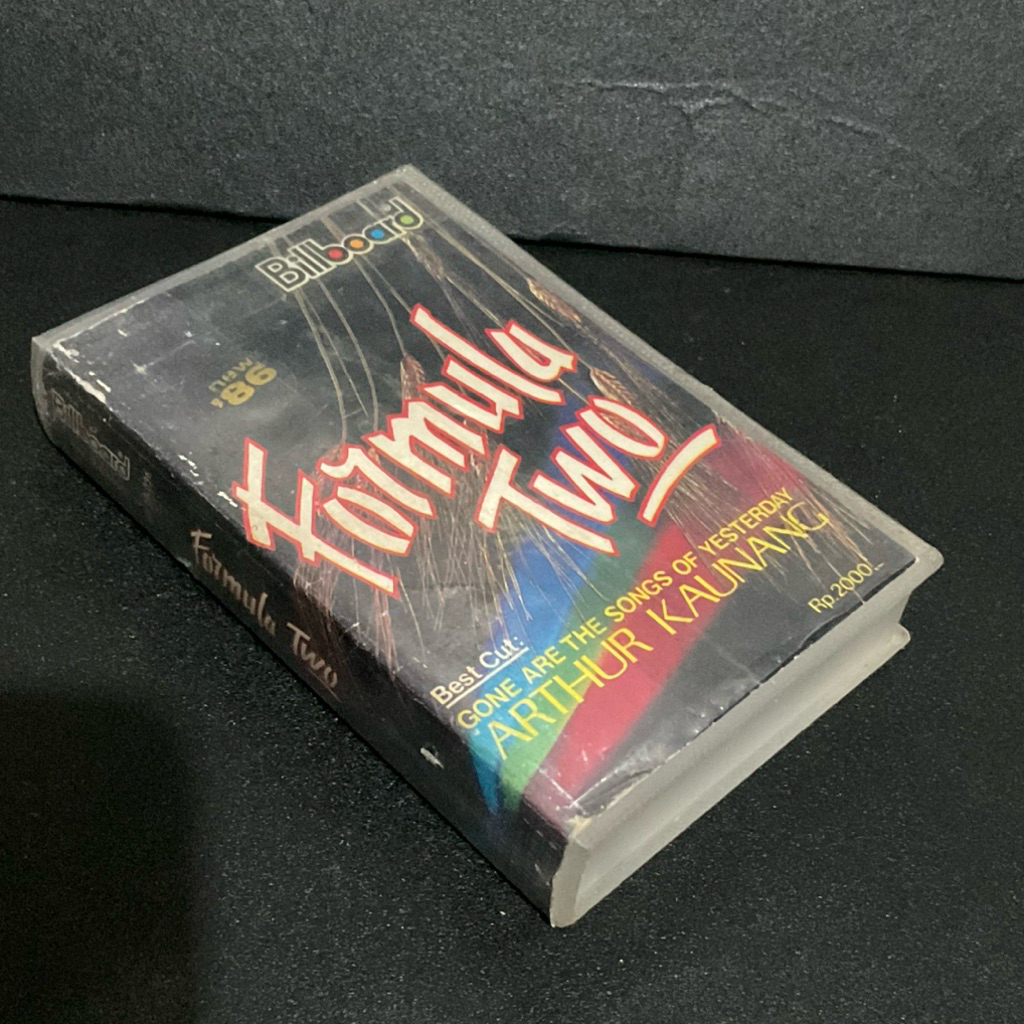 Billboard
'86
Formula
Two
Best Cut:
GONE ARE THE SONGS OF YESTERDAY
ARTHUR KAUNANG
Rp. 2000,-
Billboard
Formula Two